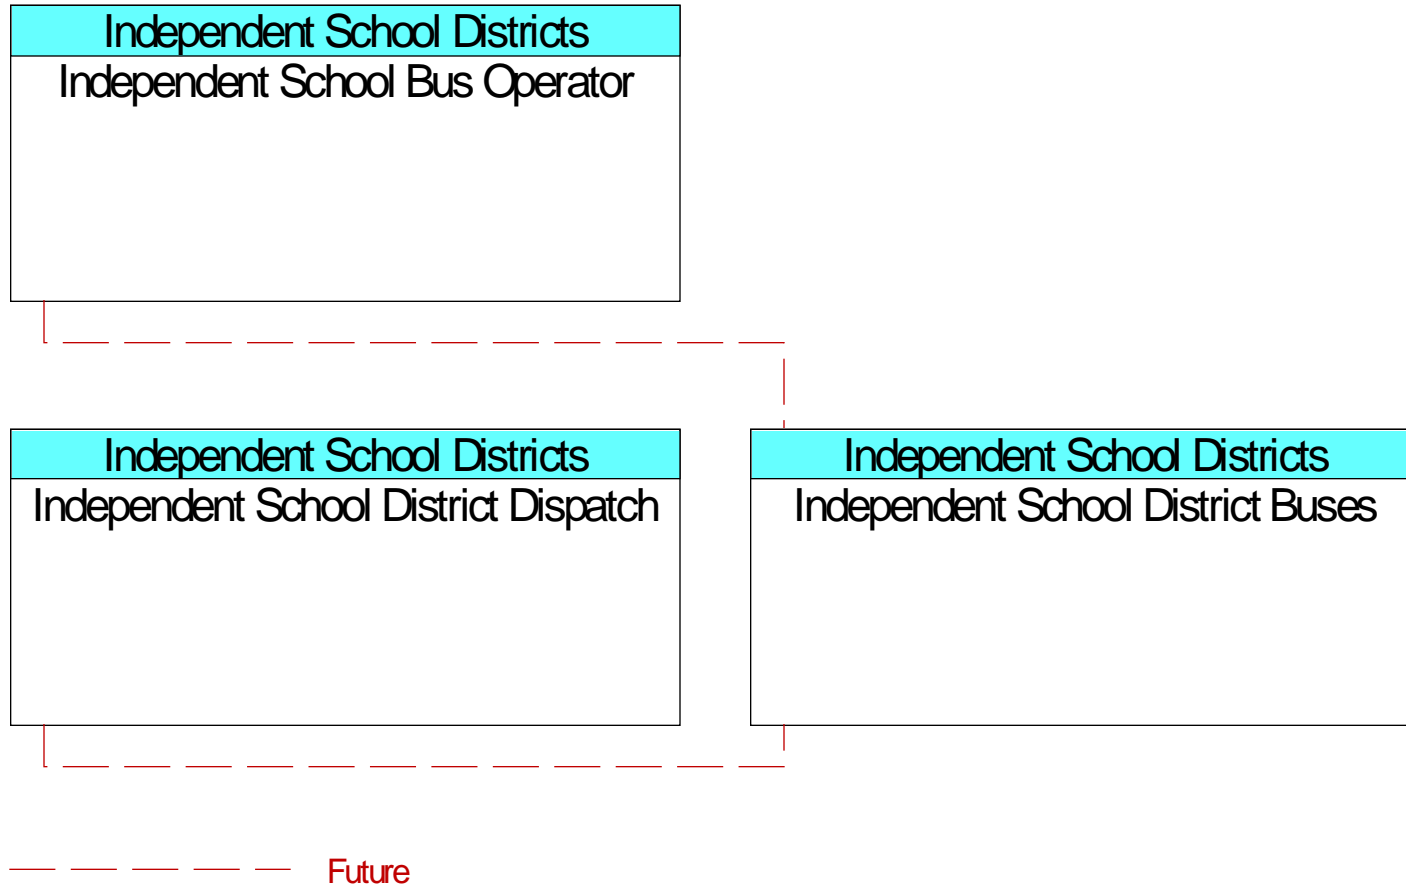 Independent School Districts
Independent School Bus Operator
Independent School Districts
Independent School District Dispatch
Independent School Districts
Independent School District Buses
Future